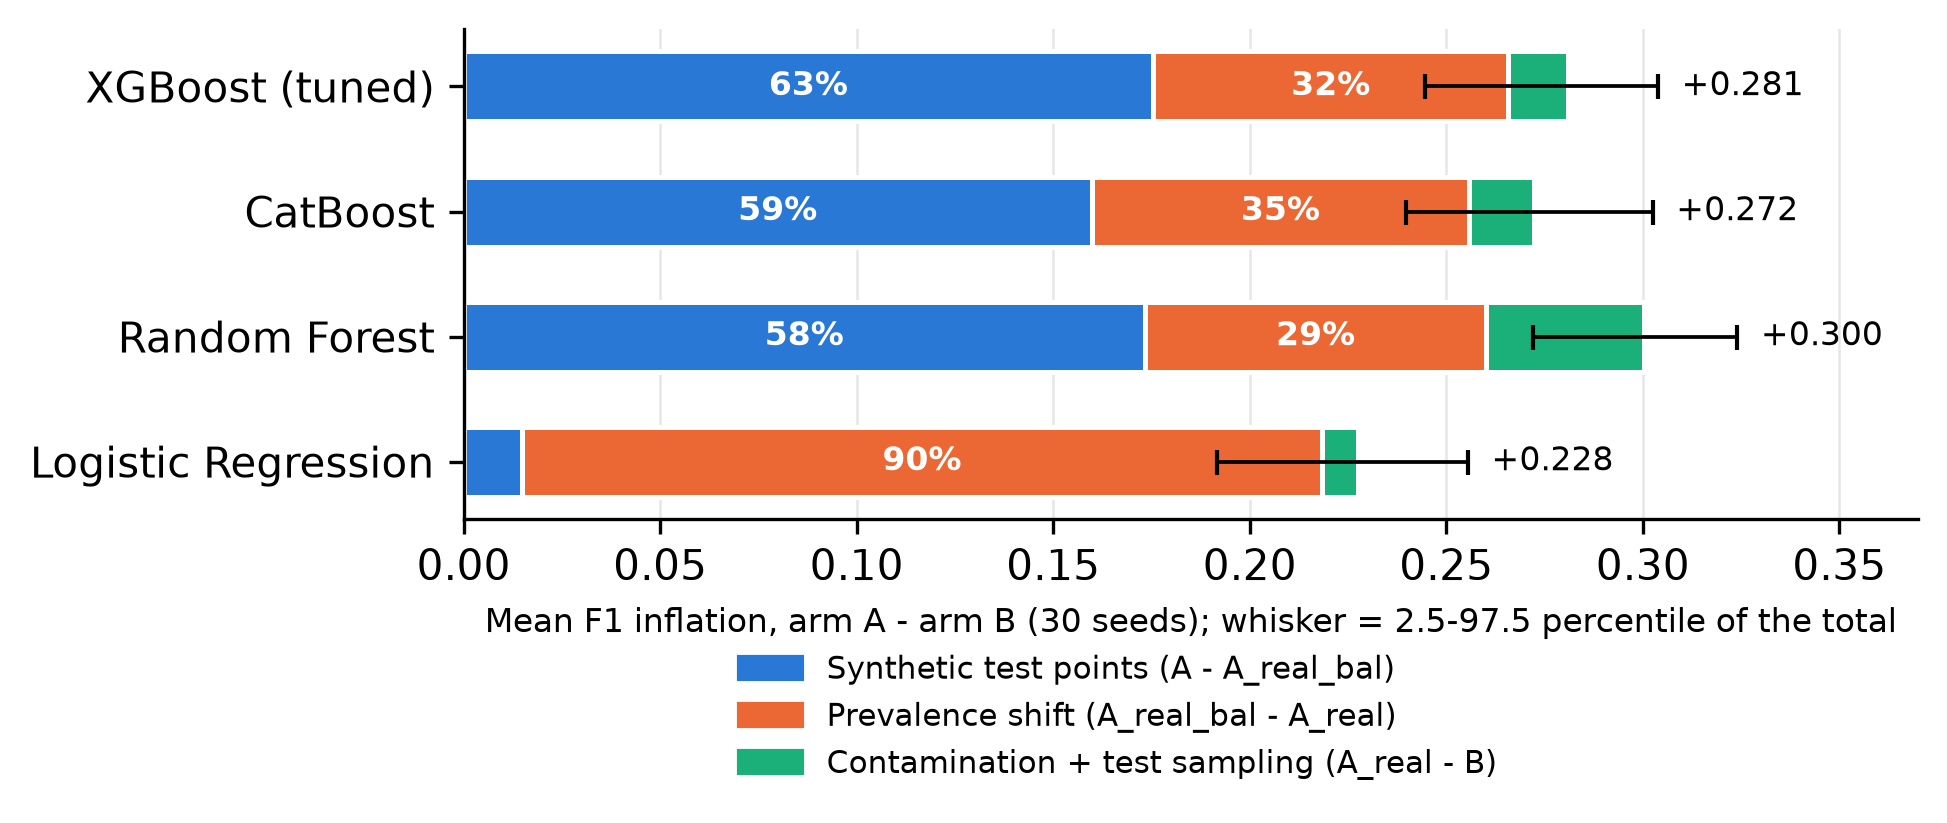 XGBoost (tuned) 63% 32% +0.281
CatBoost 59% 35% +0.272
Random Forest 58% 29% +0.300
Logistic Regression 90% +0.228
0.00 0.05 0.10 0.15 0.20 0.25 0.30 0.35
Mean F1 inflation, arm A - arm B (30 seeds); whisker = 2.5-97.5 percentile of the total
Synthetic test points (A - A_real_bal)
Prevalence shift (A_real_bal - A_real)
Contamination + test sampling (A_real - B)